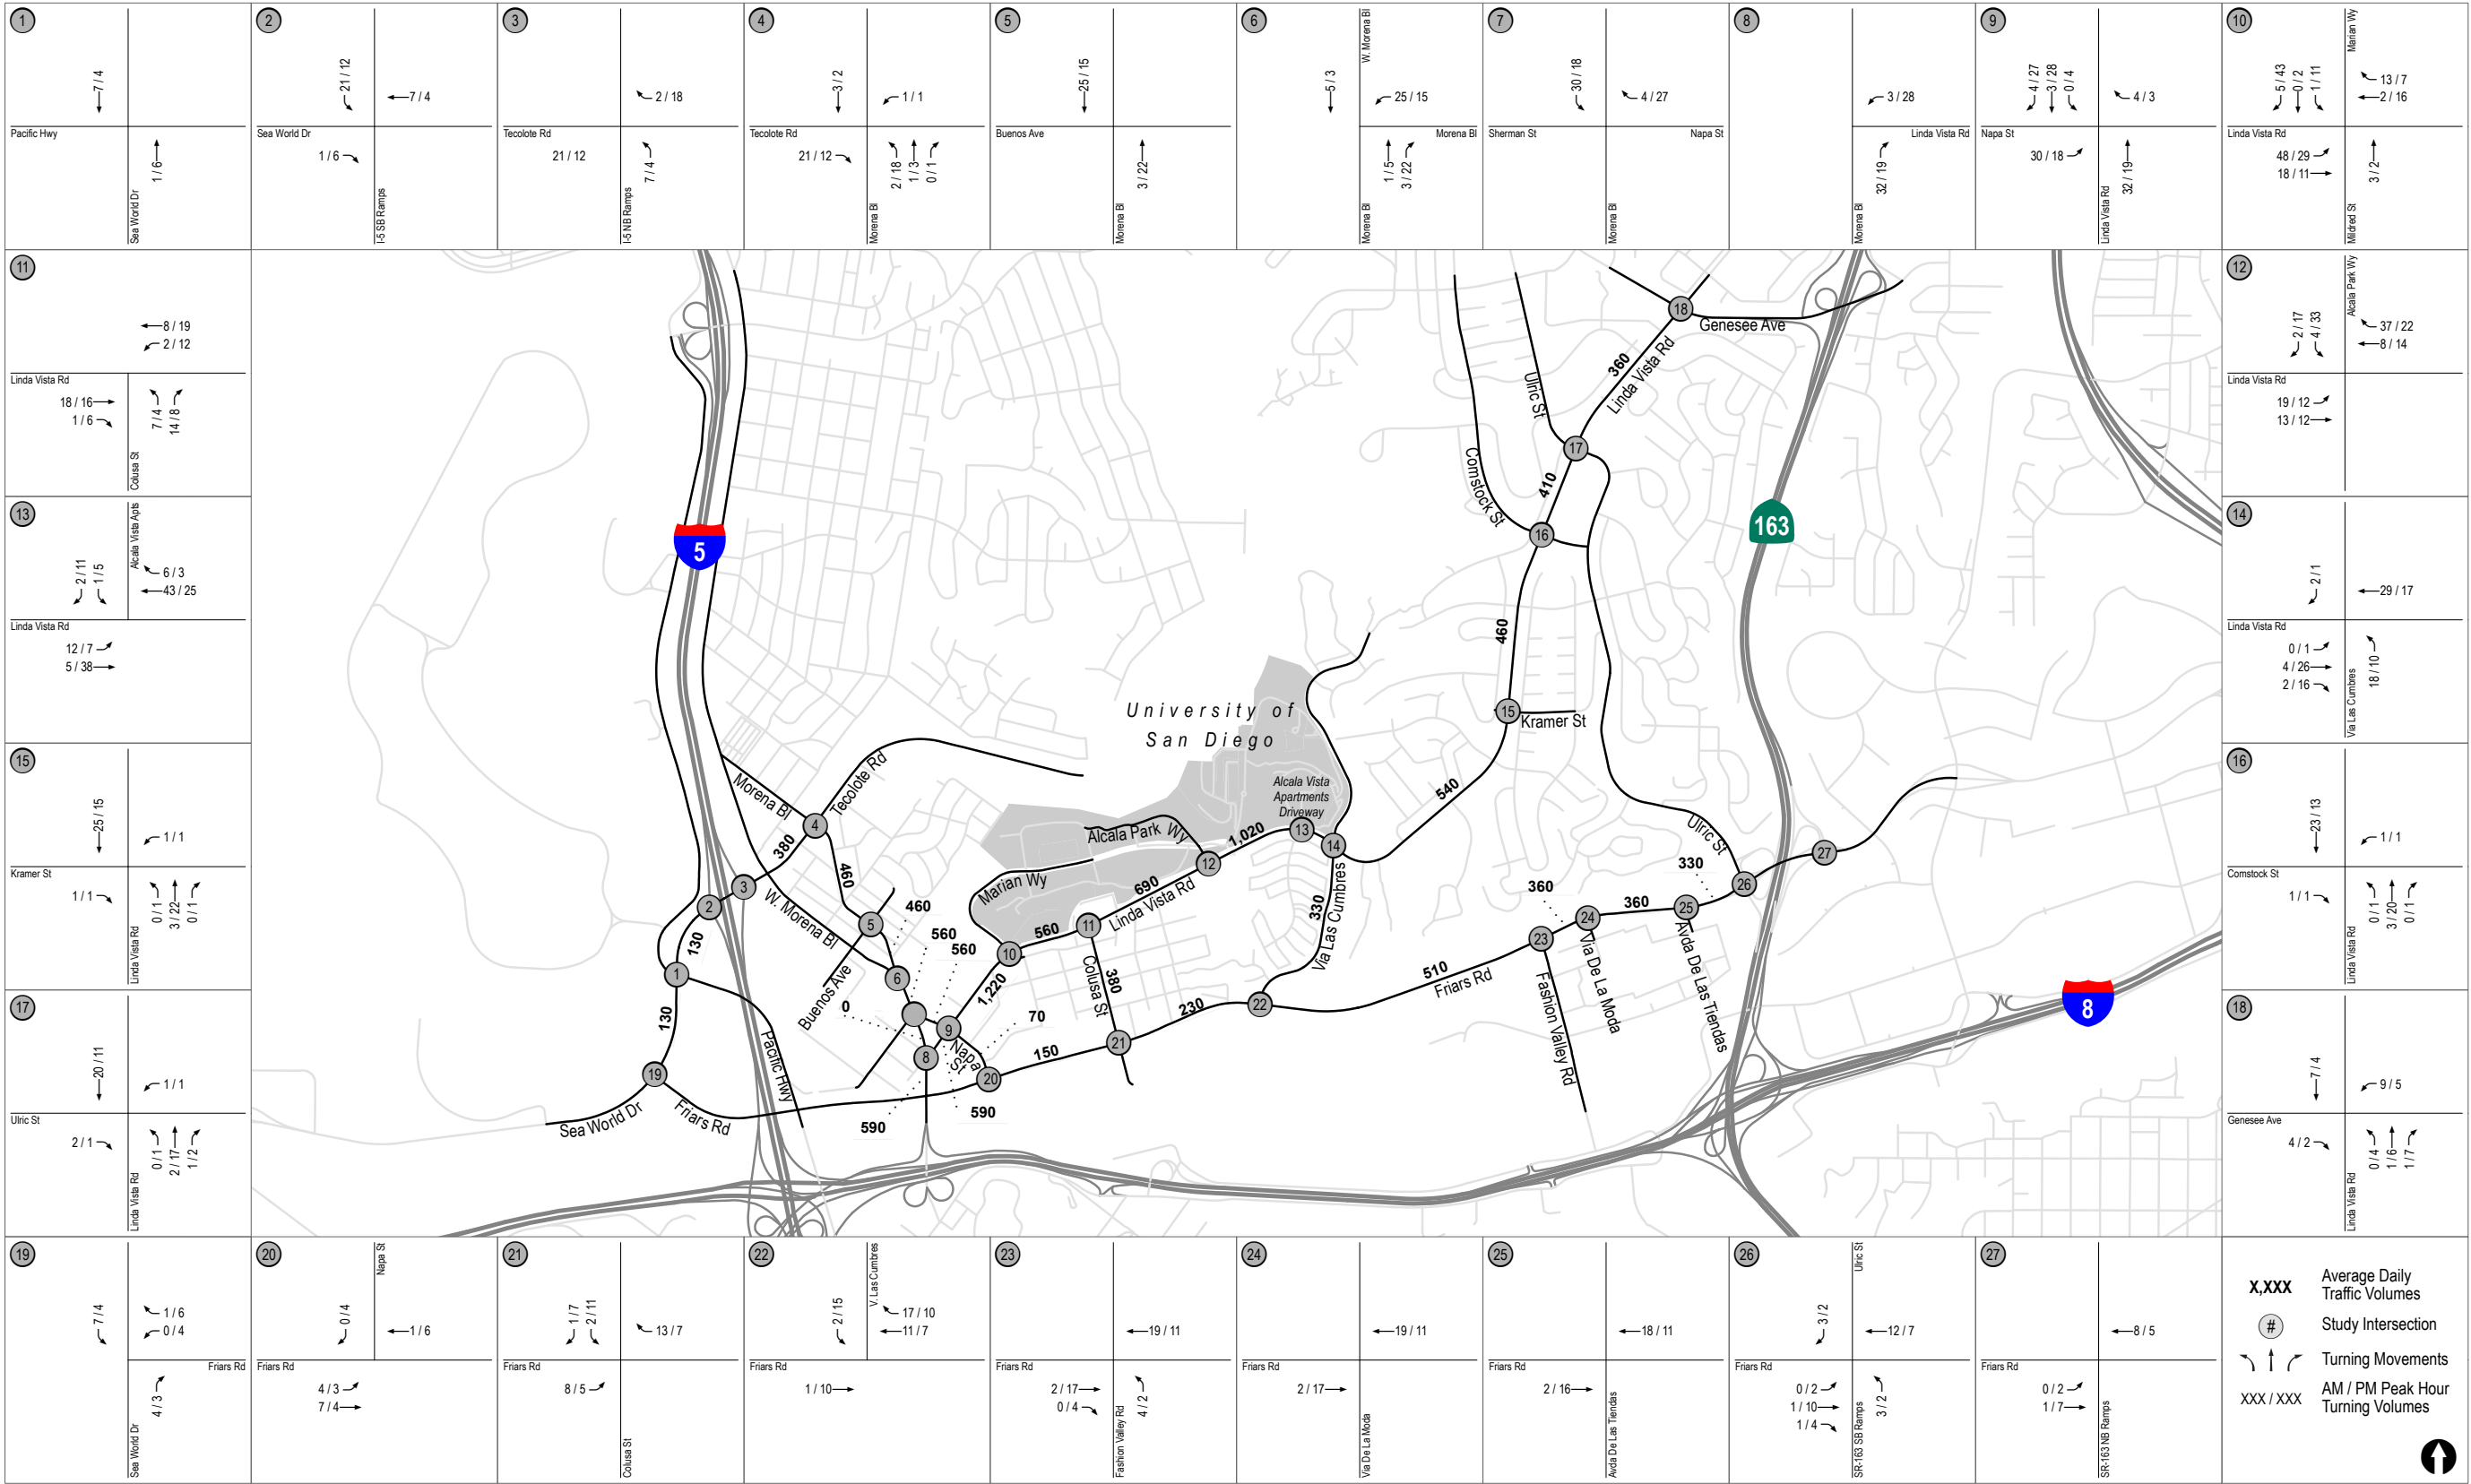 1
7 / 4
Pacific Hwy
1 / 6
Sea World Dr
2
21 / 12
7 / 4
Sea World Dr
1 / 6
I-5 SB Ramps
3
2 / 18
Tecolote Rd
21 / 12
7 / 4
I-5 NB Ramps
4
3 / 2
1 / 1
Tecolote Rd
21 / 12
2 / 18
1 / 3
0 / 1
Morena Bl
5
25 / 15
Buenos Ave
3 / 22
Morena Bl
6
W. Morena Bl
5 / 3
25 / 15
Morena Bl
1 / 5
3 / 22
Morena Bl
7
30 / 18
4 / 27
Sherman St
Napa St
Morena Bl
8
3 / 28
Linda Vista Rd
32 / 19
Morena Bl
9
4 / 27
3 / 28
0 / 4
4 / 3
Napa St
30 / 18
32 / 19
Linda Vista Rd
10
Marian Wy
5 / 43
0 / 2
1 / 11
13 / 7
2 / 16
Linda Vista Rd
48 / 29
18 / 11
3 / 2
Mildred St
11
8 / 19
2 / 12
Linda Vista Rd
18 / 16
1 / 6
7 / 4
14 / 8
Colusa St
12
Alcala Park Wy
2 / 17
4 / 33
37 / 22
8 / 14
Linda Vista Rd
19 / 12
13 / 12
13
Alcala Vista Apts
2 / 11
1 / 5
6 / 3
43 / 25
Linda Vista Rd
12 / 7
5 / 38
14
2 / 1
29 / 17
Linda Vista Rd
0 / 1
4 / 26
2 / 16
18 / 10
Via Las Cumbres
15
25 / 15
1 / 1
Kramer St
1 / 1
0 / 1
3 / 22
0 / 1
Linda Vista Rd
16
23 / 13
1 / 1
Comstock St
1 / 1
0 / 1
3 / 20
0 / 1
Linda Vista Rd
17
20 / 11
1 / 1
Ulric St
2 / 1
0 / 1
2 / 17
1 / 2
Linda Vista Rd
18
7 / 4
9 / 5
Genesee Ave
4 / 2
0 / 4
1 / 6
1 / 7
Linda Vista Rd
5
163
8
18
Genesee Ave
360
Linda Vista Rd
Ulric St
17
410
Comstock St
16
460
15
Kramer St
540
University of
San Diego
Alcala Vista
Apartments
Driveway
13
14
1,020
Alcala Park Wy
12
Marian Wy
690
Linda Vista Rd
560
10
11
Colusa St
380
330
Via Las Cumbres
Morena Bl
Tecolote Rd
4
380
460
3
2
W. Morena Bl
5
460
560
560
130
1
Buenos Ave
6
0
1,220
9
8
Napa
St
70
20
150
21
230
22
510
Friars Rd
23
360
24
360
25
330
26
27
Ulric St
Fashion Valley Rd
Via De La Moda
Avda De Las Tiendas
130
19
Pacific Hwy
Sea World Dr
Friars Rd
590
590
19
7 / 4
1 / 6
0 / 4
Friars Rd
4 / 3
Sea World Dr
20
Napa St
0 / 4
1 / 6
Friars Rd
4 / 3
7 / 4
21
1 / 7
2 / 11
13 / 7
Friars Rd
8 / 5
Colusa St
22
V. Las Cumbres
2 / 15
17 / 10
11 / 7
Friars Rd
1 / 10
23
19 / 11
Friars Rd
2 / 17
0 / 4
4 / 2
Fashion Valley Rd
24
19 / 11
Friars Rd
2 / 17
Via De La Moda
25
18 / 11
Friars Rd
2 / 16
Avda De Las Tiendas
26
Ulric St
3 / 2
12 / 7
Friars Rd
0 / 2
1 / 10
1 / 4
3 / 2
SR-163 SB Ramps
27
8 / 5
Friars Rd
0 / 2
1 / 7
SR-163 NB Ramps
X,XXX
Average Daily
Traffic Volumes
#
Study Intersection
Turning Movements
XXX / XXX
AM / PM Peak Hour
Turning Volumes